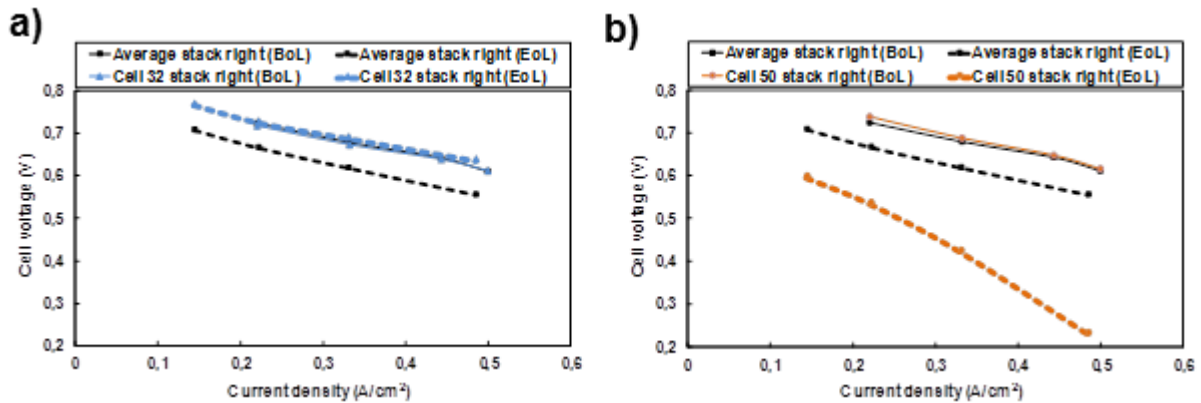 a)
Average stack right (BoL) Average stack right (EoL)
Cell 32 stack right (BoL) Cell 32 stack right (EoL)
0,8
0,7
0,6
0,5
0,4
0,3
0,2
Cell voltage (V)
0 0,1 0,2 0,3 0,4 0,5 0,6
Current density (A/cm²)
b)
Average stack right (BoL) Average stack right (EoL)
Cell 50 stack right (BoL) Cell 50 stack right (EoL)
0,8
0,7
0,6
0,5
0,4
0,3
0,2
Cell voltage (V)
0 0,1 0,2 0,3 0,4 0,5 0,6
Current density (A/cm²)